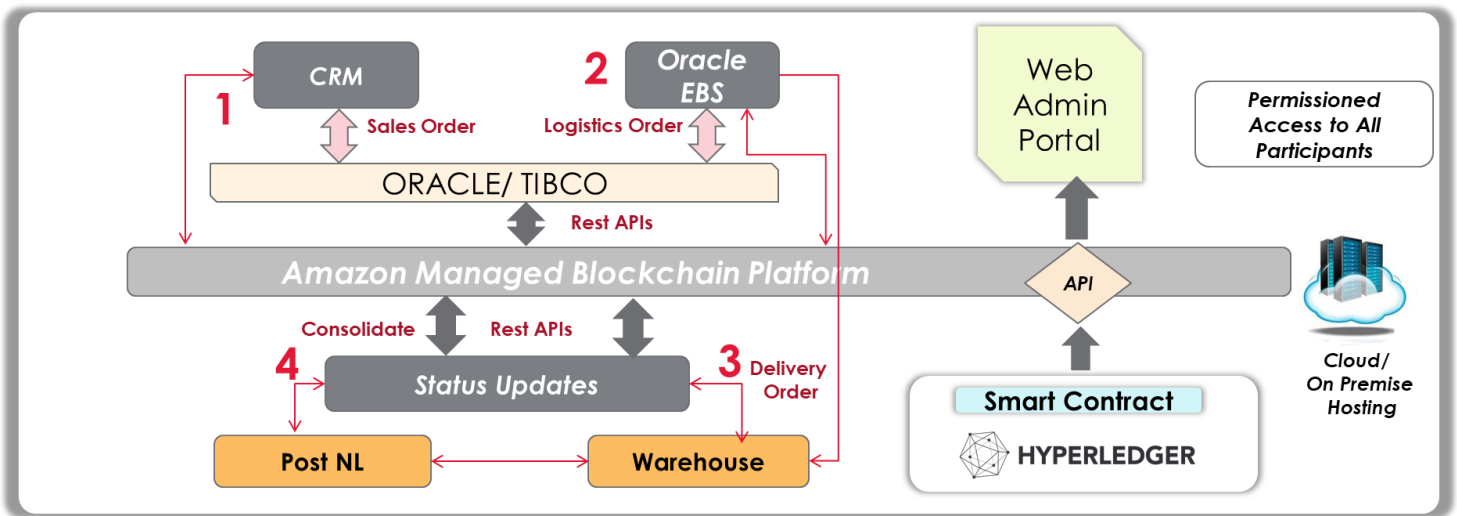 CRM
1
Sales Order
2
Oracle
EBS
Logistics Order
ORACLE/ TIBCO
Rest APIs
Amazon Managed Blockchain Platform
Consolidate
Rest APIs
4
Status Updates
3
Delivery
Order
Post NL
Warehouse
Web
Admin
Portal
API
Smart Contract
HYPERLEDGER
Permissioned
Access to All
Participants
Cloud/
On Premise
Hosting